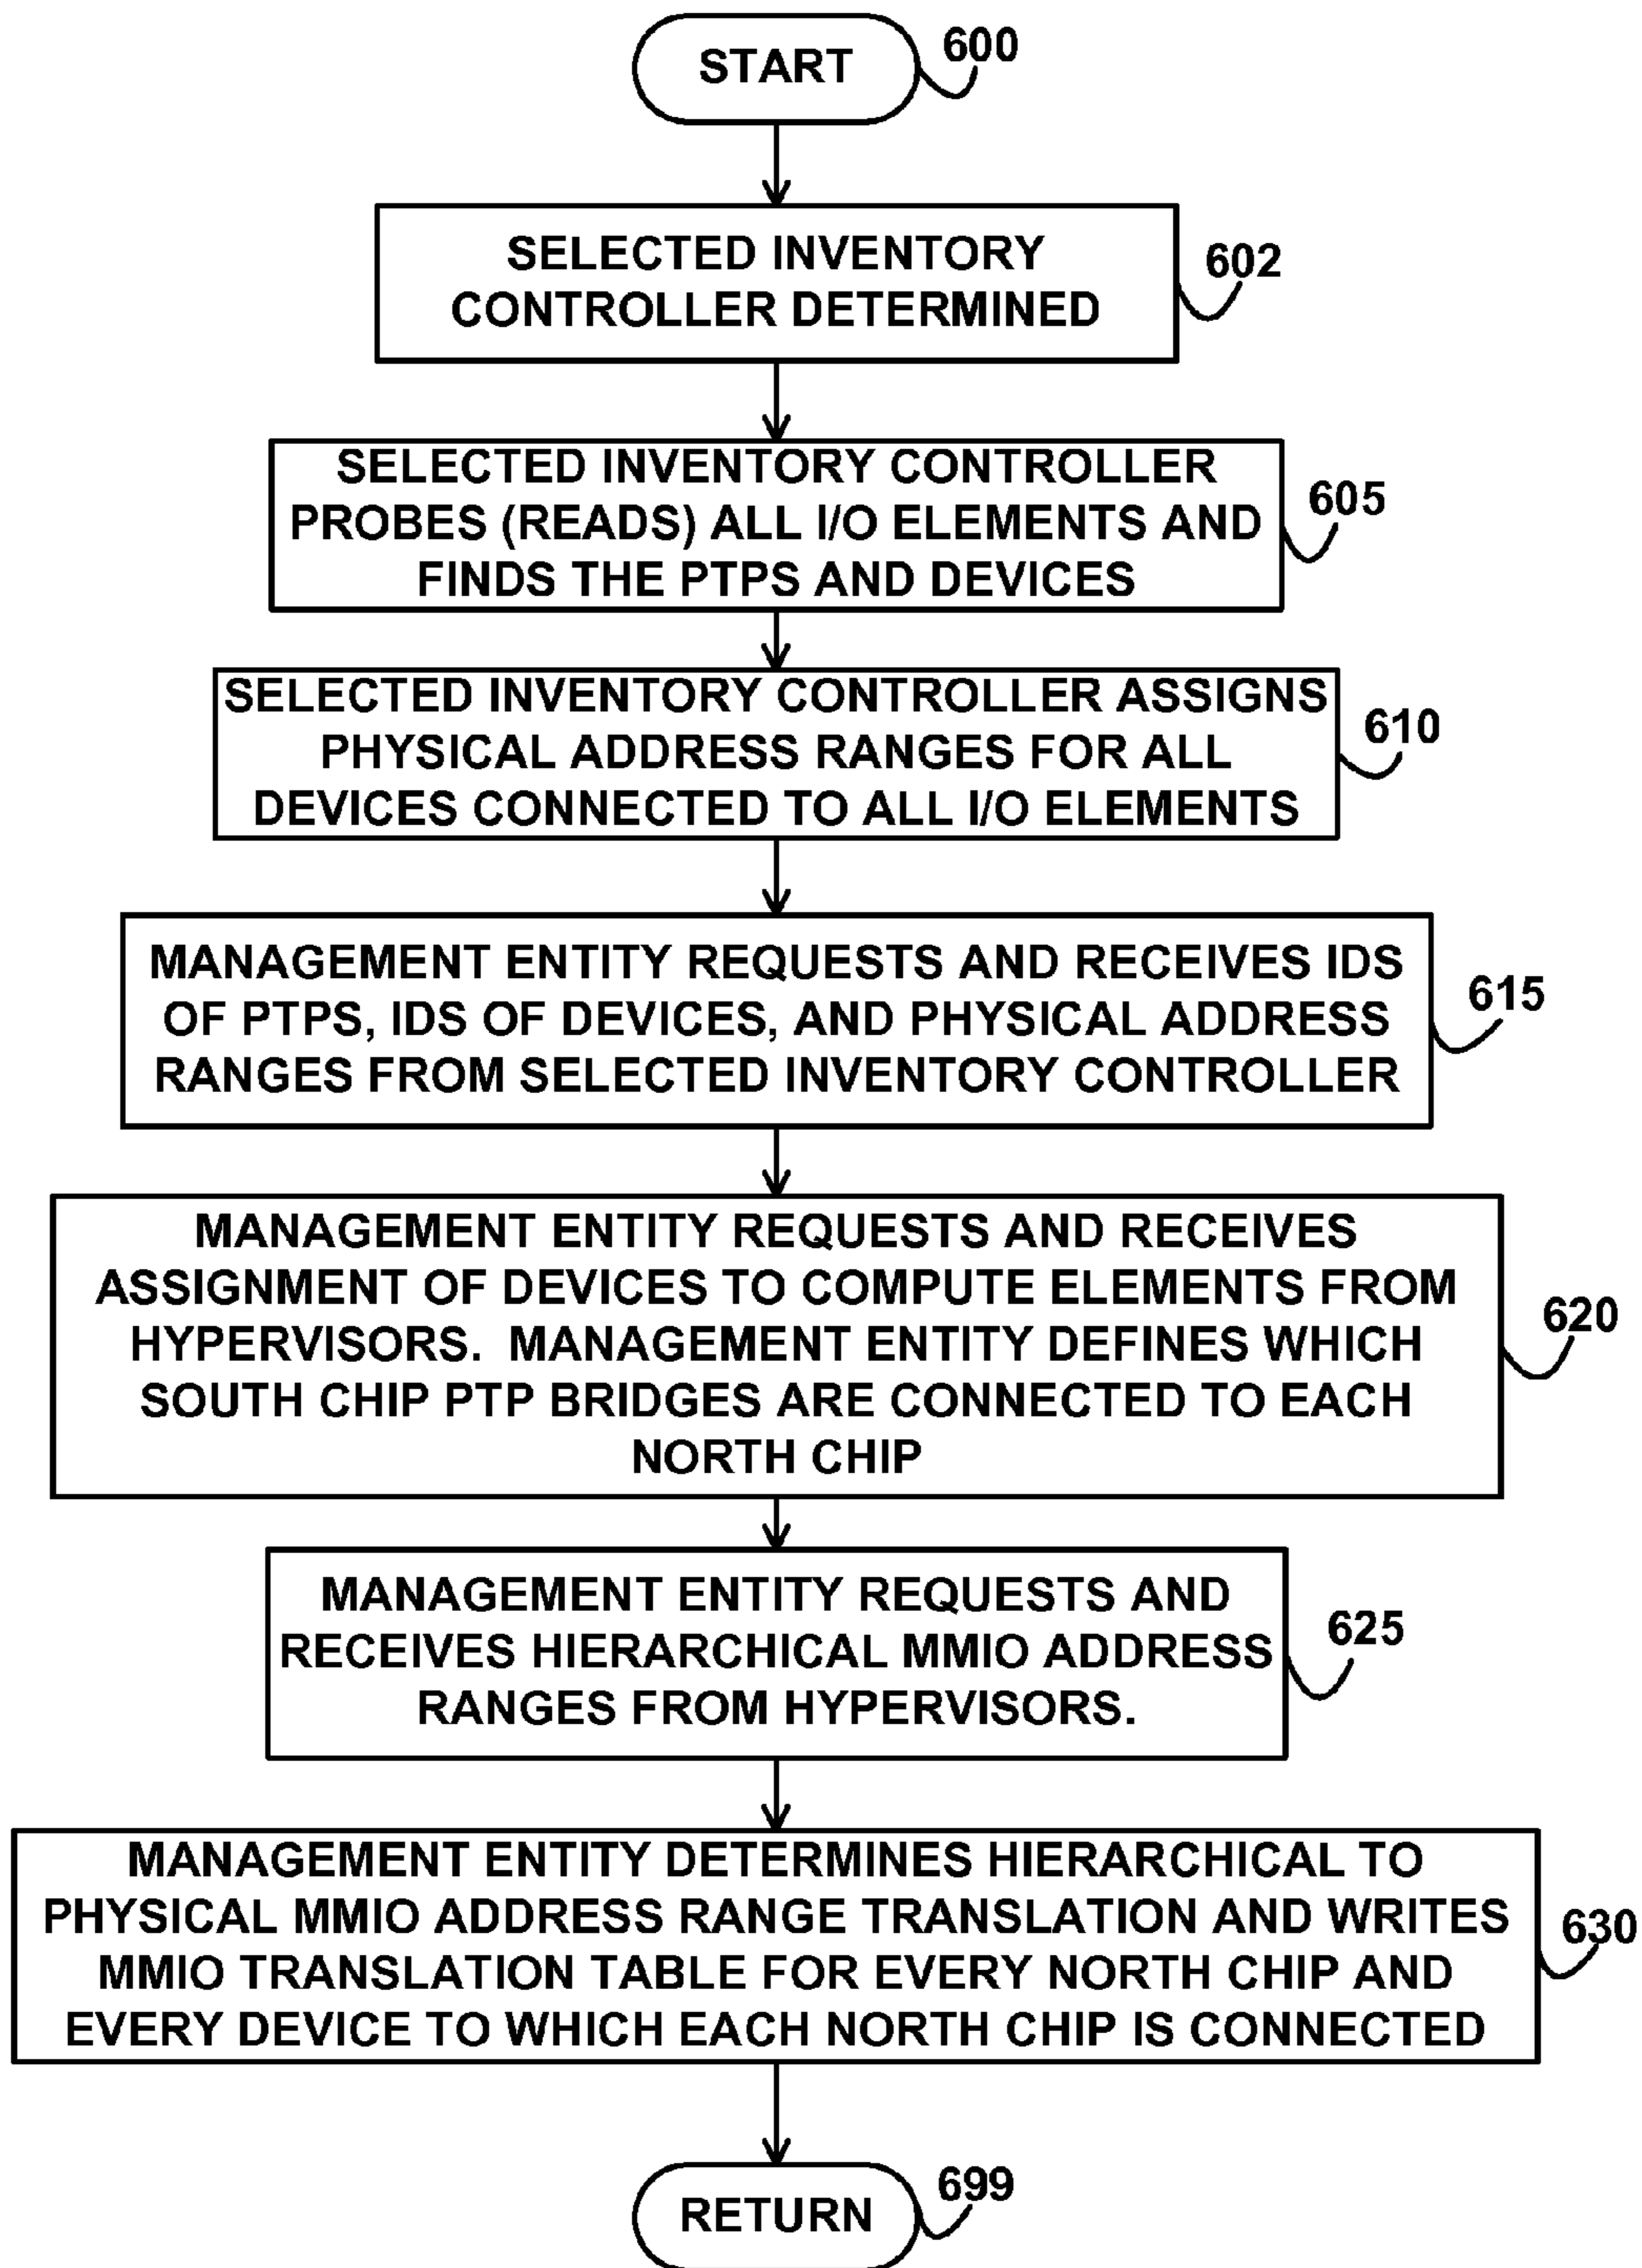 START
600
SELECTED INVENTORY
CONTROLLER DETERMINED
602
SELECTED INVENTORY CONTROLLER
PROBES (READS) ALL I/O ELEMENTS AND
FINDS THE PTPS AND DEVICES
605
SELECTED INVENTORY CONTROLLER ASSIGNS
PHYSICAL ADDRESS RANGES FOR ALL
DEVICES CONNECTED TO ALL I/O ELEMENTS
610
MANAGEMENT ENTITY REQUESTS AND RECEIVES IDS
OF PTPS, IDS OF DEVICES, AND PHYSICAL ADDRESS
RANGES FROM SELECTED INVENTORY CONTROLLER
615
MANAGEMENT ENTITY REQUESTS AND RECEIVES
ASSIGNMENT OF DEVICES TO COMPUTE ELEMENTS FROM
HYPERVISORS. MANAGEMENT ENTITY DEFINES WHICH
SOUTH CHIP PTP BRIDGES ARE CONNECTED TO EACH
NORTH CHIP
620
MANAGEMENT ENTITY REQUESTS AND
RECEIVES HIERARCHICAL MMIO ADDRESS
RANGES FROM HYPERVISORS.
625
MANAGEMENT ENTITY DETERMINES HIERARCHICAL TO
PHYSICAL MMIO ADDRESS RANGE TRANSLATION AND WRITES
MMIO TRANSLATION TABLE FOR EVERY NORTH CHIP AND
EVERY DEVICE TO WHICH EACH NORTH CHIP IS CONNECTED
630
RETURN
699